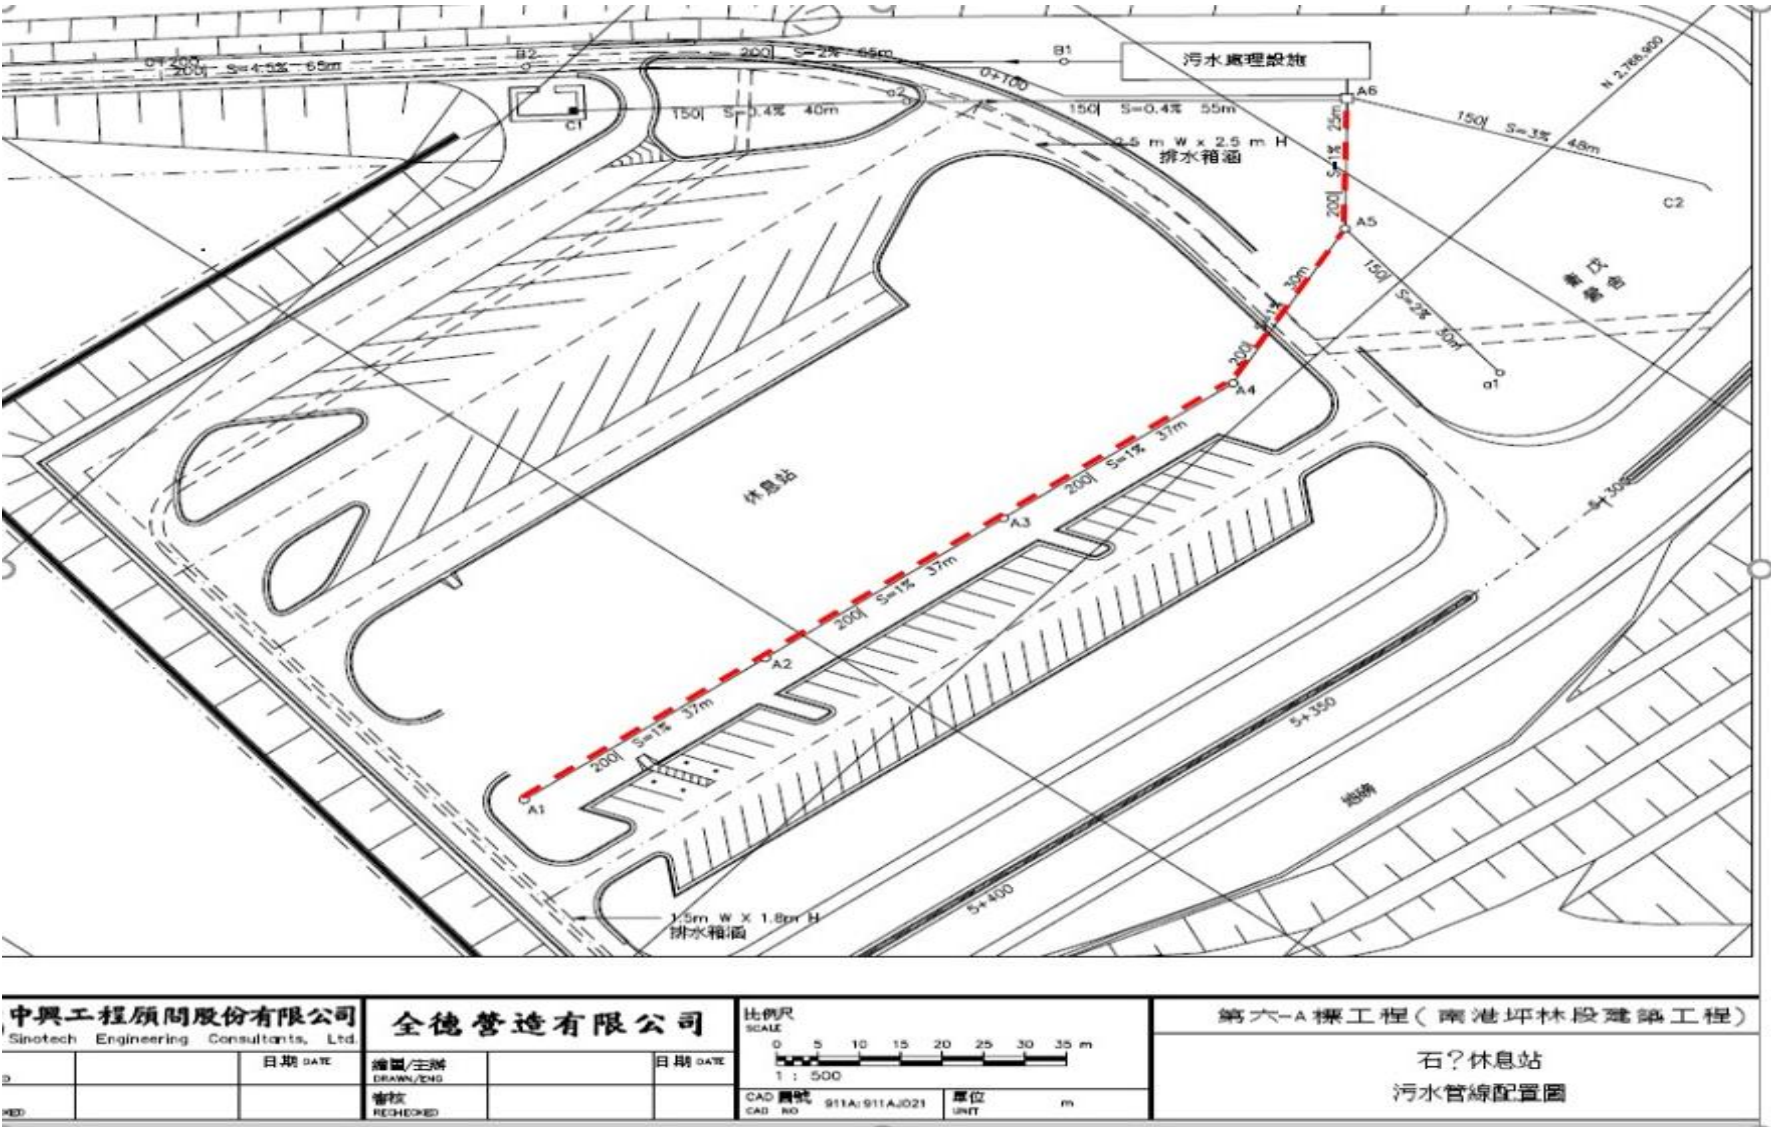 0+200
200∫ S=4.5% 65m
B2
200∫ S=2% 65m
B1
污水處理設施
0+100
A6
N 2,768,900
C1
150∫ S=0.4% 40m
a2
150∫ S=0.4% 55m
2.5 m W x 2.5 m H
排水箱涵
200∫ S=1% 25m
150∫ S=3% 48m
C2
A5
150∫ S=2% 50m
a1
200∫ S=1% 30m
A4
休息站
200∫ S=1% 37m
A3
200∫ S=1% 37m
A2
200∫ S=1% 37m
A1
5+300
5+350
5+400
地磅
1.5m W X 1.8m H
排水箱涵
中興工程顧問股份有限公司
Sinotech Engineering Consultants, Ltd.
日期 DATE
全德營造有限公司
繪圖/主辦
DRAWN/ENG
日期 DATE
審核
RECHECKED
比例尺
SCALE
0 5 10 15 20 25 30 35 m
1 : 500
CAD 圖號
CAD NO
911A:911AJ021
單位
UNIT
m
第六-A標工程(南港坪林段建築工程)
石?休息站
污水管線配置圖